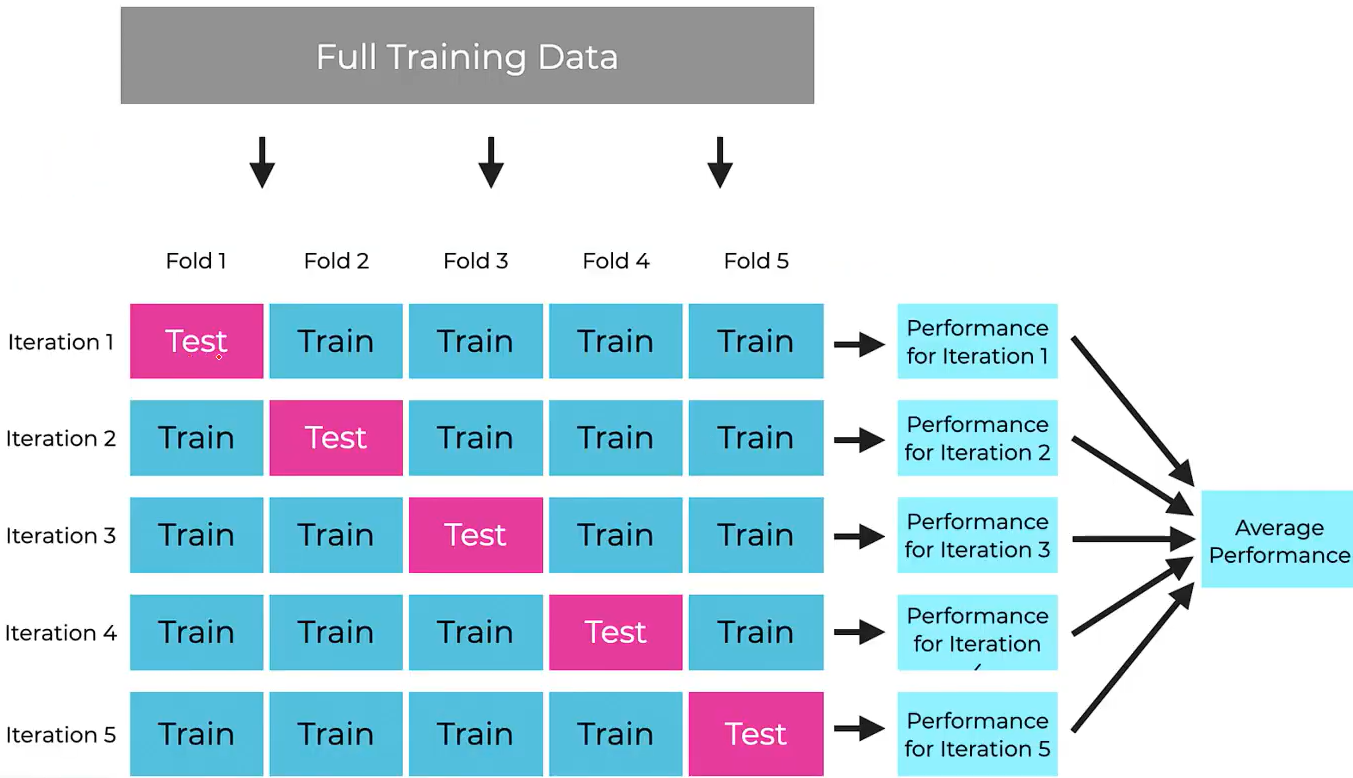 Full Training Data
Fold 1 Fold 2 Fold 3 Fold 4 Fold 5
Iteration 1 Test Train Train Train Train Performance
for Iteration 1
Iteration 2 Train Test Train Train Train Performance
for Iteration 2
Iteration 3 Train Train Test Train Train Performance
for Iteration 3
Average
Performance
Iteration 4 Train Train Train Test Train Performance
for Iteration
Iteration 5 Train Train Train Train Test Performance
for Iteration 5